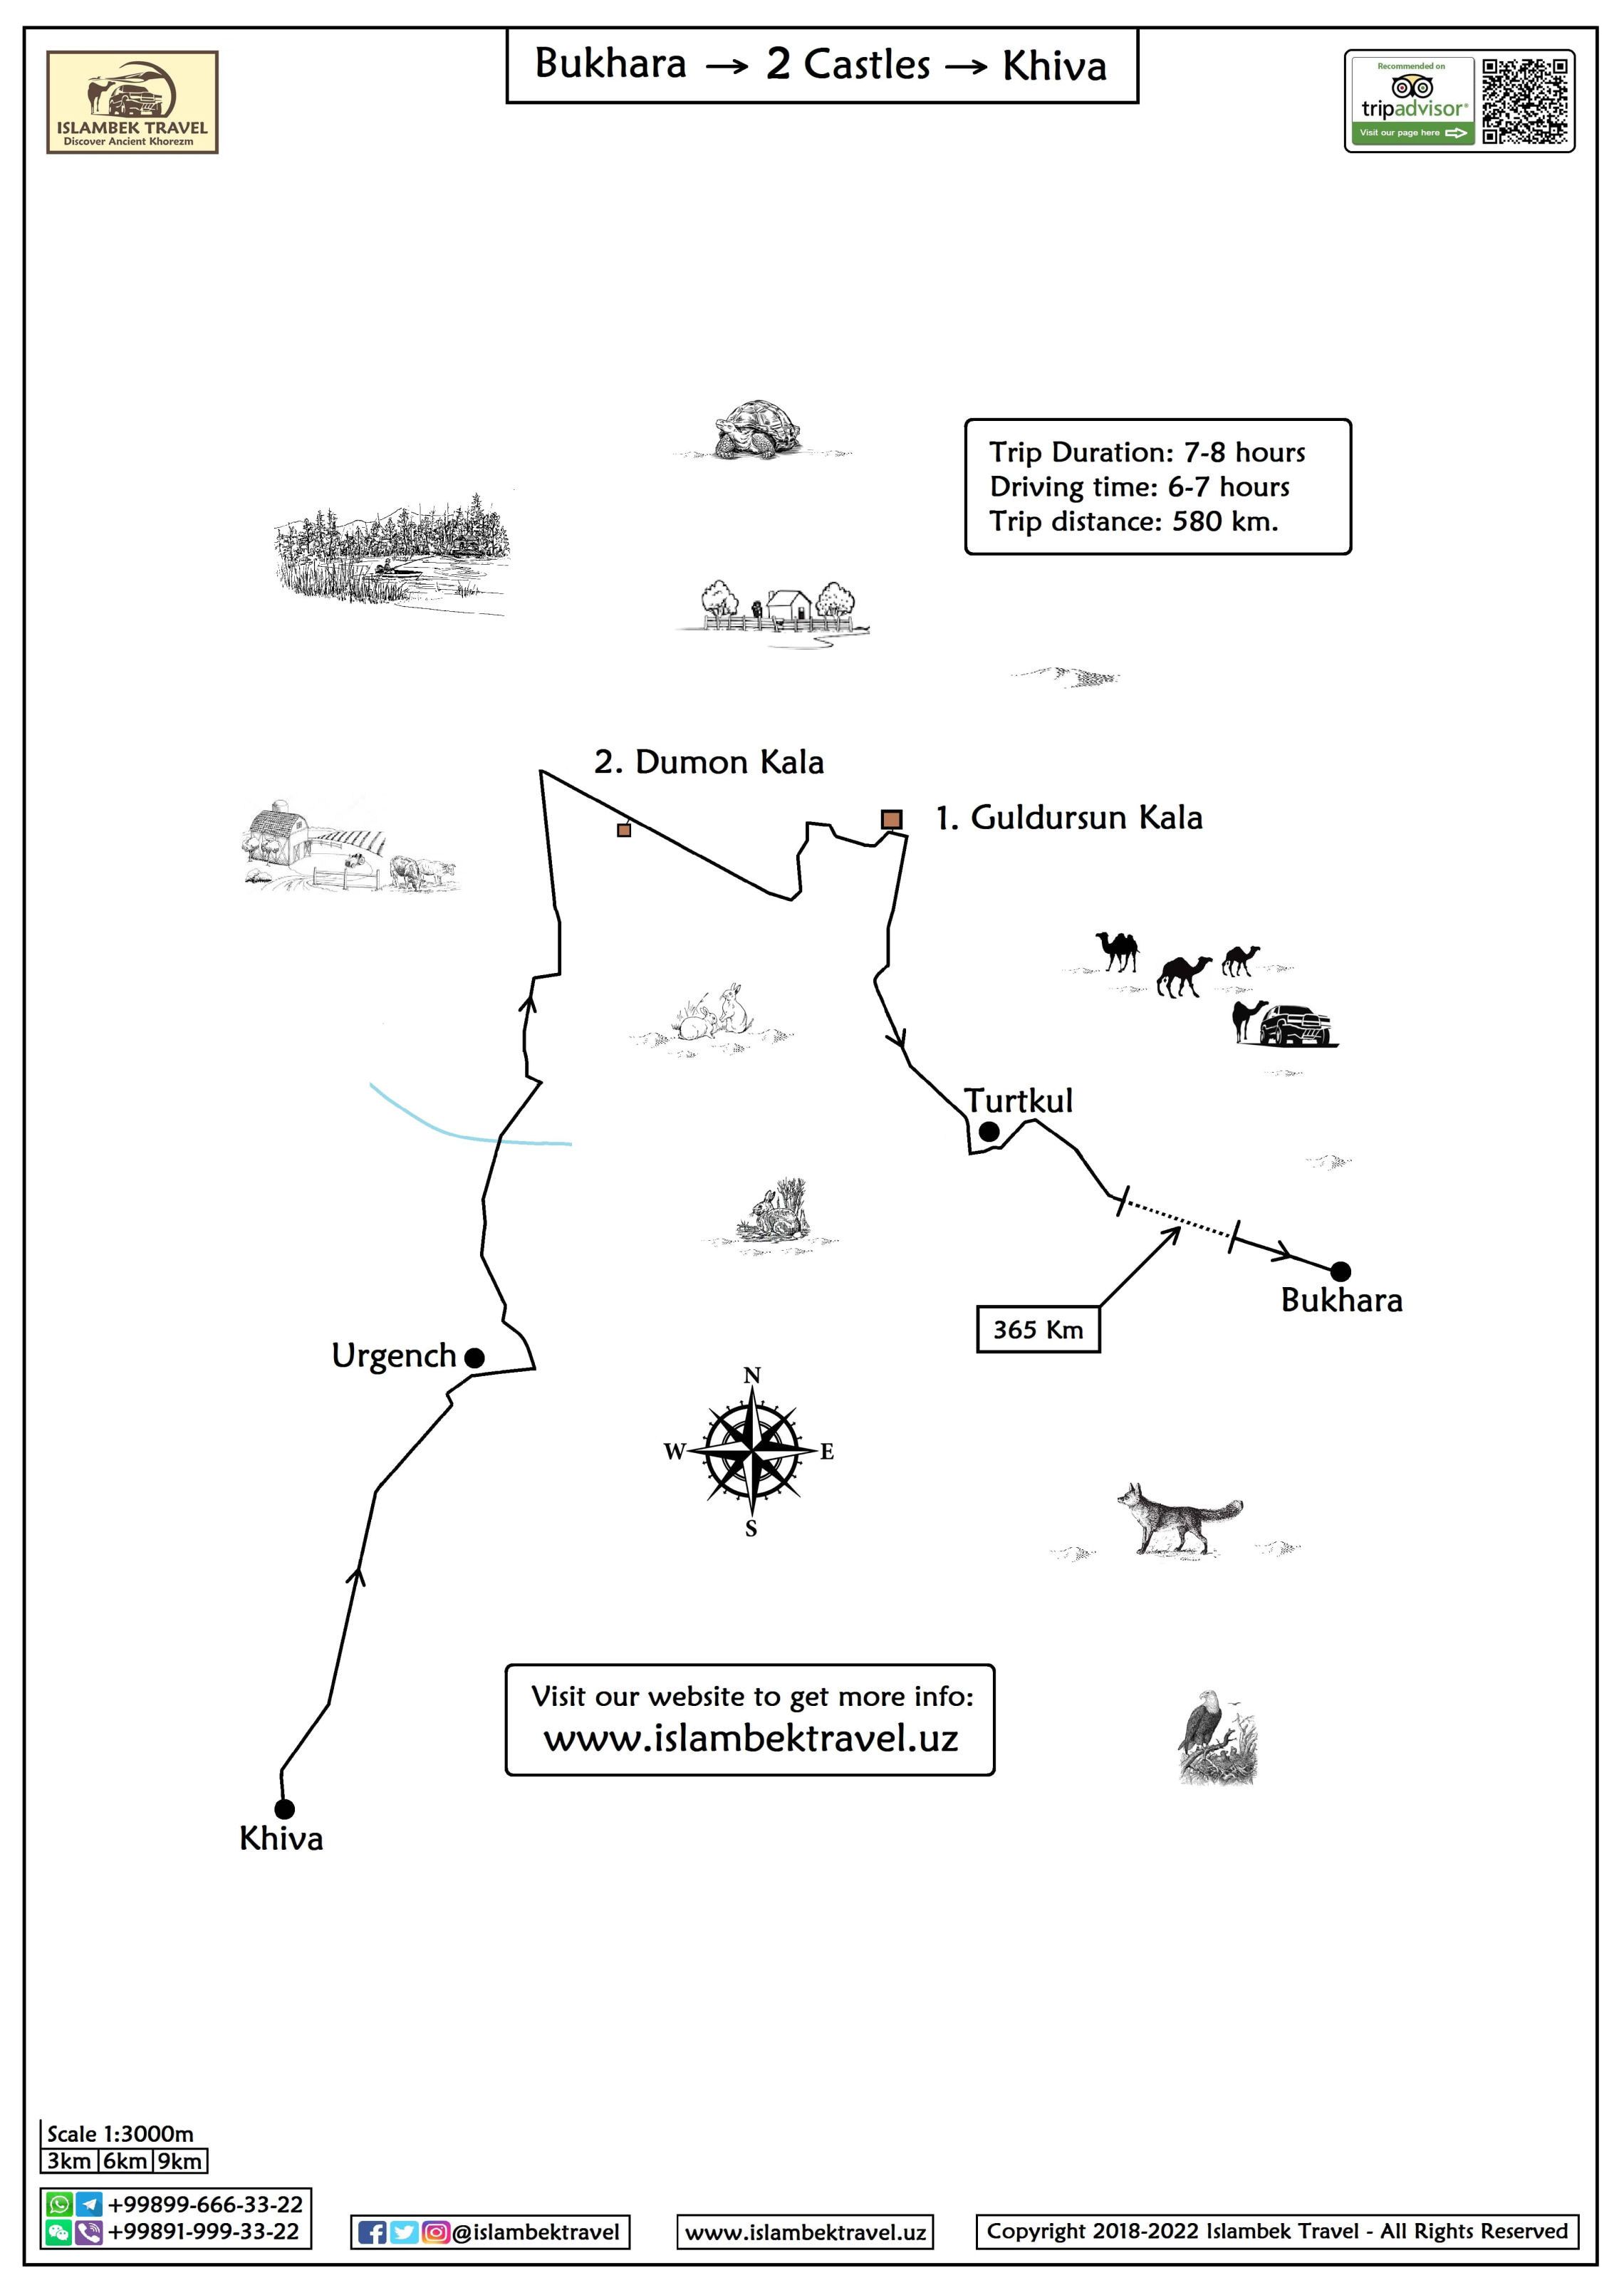 Bukhara → 2 Castles → Khiva
ISLAMBEK TRAVEL
Discover Ancient Khorezm
Recommended on
tripadvisor®
Visit our page here
Trip Duration: 7-8 hours
Driving time: 6-7 hours
Trip distance: 580 km.
2. Dumon Kala
1. Guldursun Kala
Turtkul
Bukhara
365 Km
Urgench
N
W
E
S
Visit our website to get more info:
www.islambektravel.uz
Khiva
Scale 1:3000m
3km 6km 9km
+99899-666-33-22
+99891-999-33-22
@islambektravel
www.islambektravel.uz
Copyright 2018-2022 Islambek Travel - All Rights Reserved